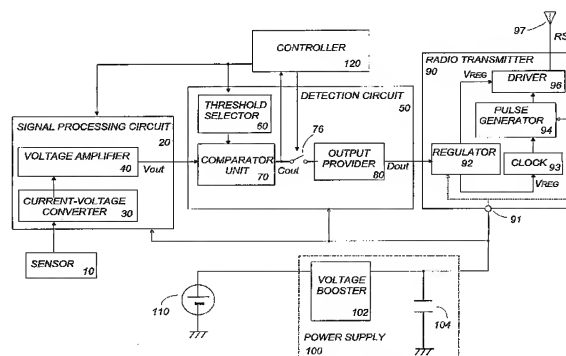 97
RS
CONTROLLER
120
RADIO TRANSMITTER
90
VREG
DRIVER
96
DETECTION CIRCUIT
50
THRESHOLD
SELECTOR
60
76
PULSE
GENERATOR
94
SIGNAL PROCESSING CIRCUIT
20
VOLTAGE AMPLIFIER
40
Vout
COMPARATOR
UNIT
70
Cout
OUTPUT
PROVIDER
80
Dout
REGULATOR
92
CLOCK
93
VREG
CURRENT-VOLTAGE
CONVERTER
30
91
SENSOR
10
110
VOLTAGE
BOOSTER
102
104
POWER SUPPLY
100